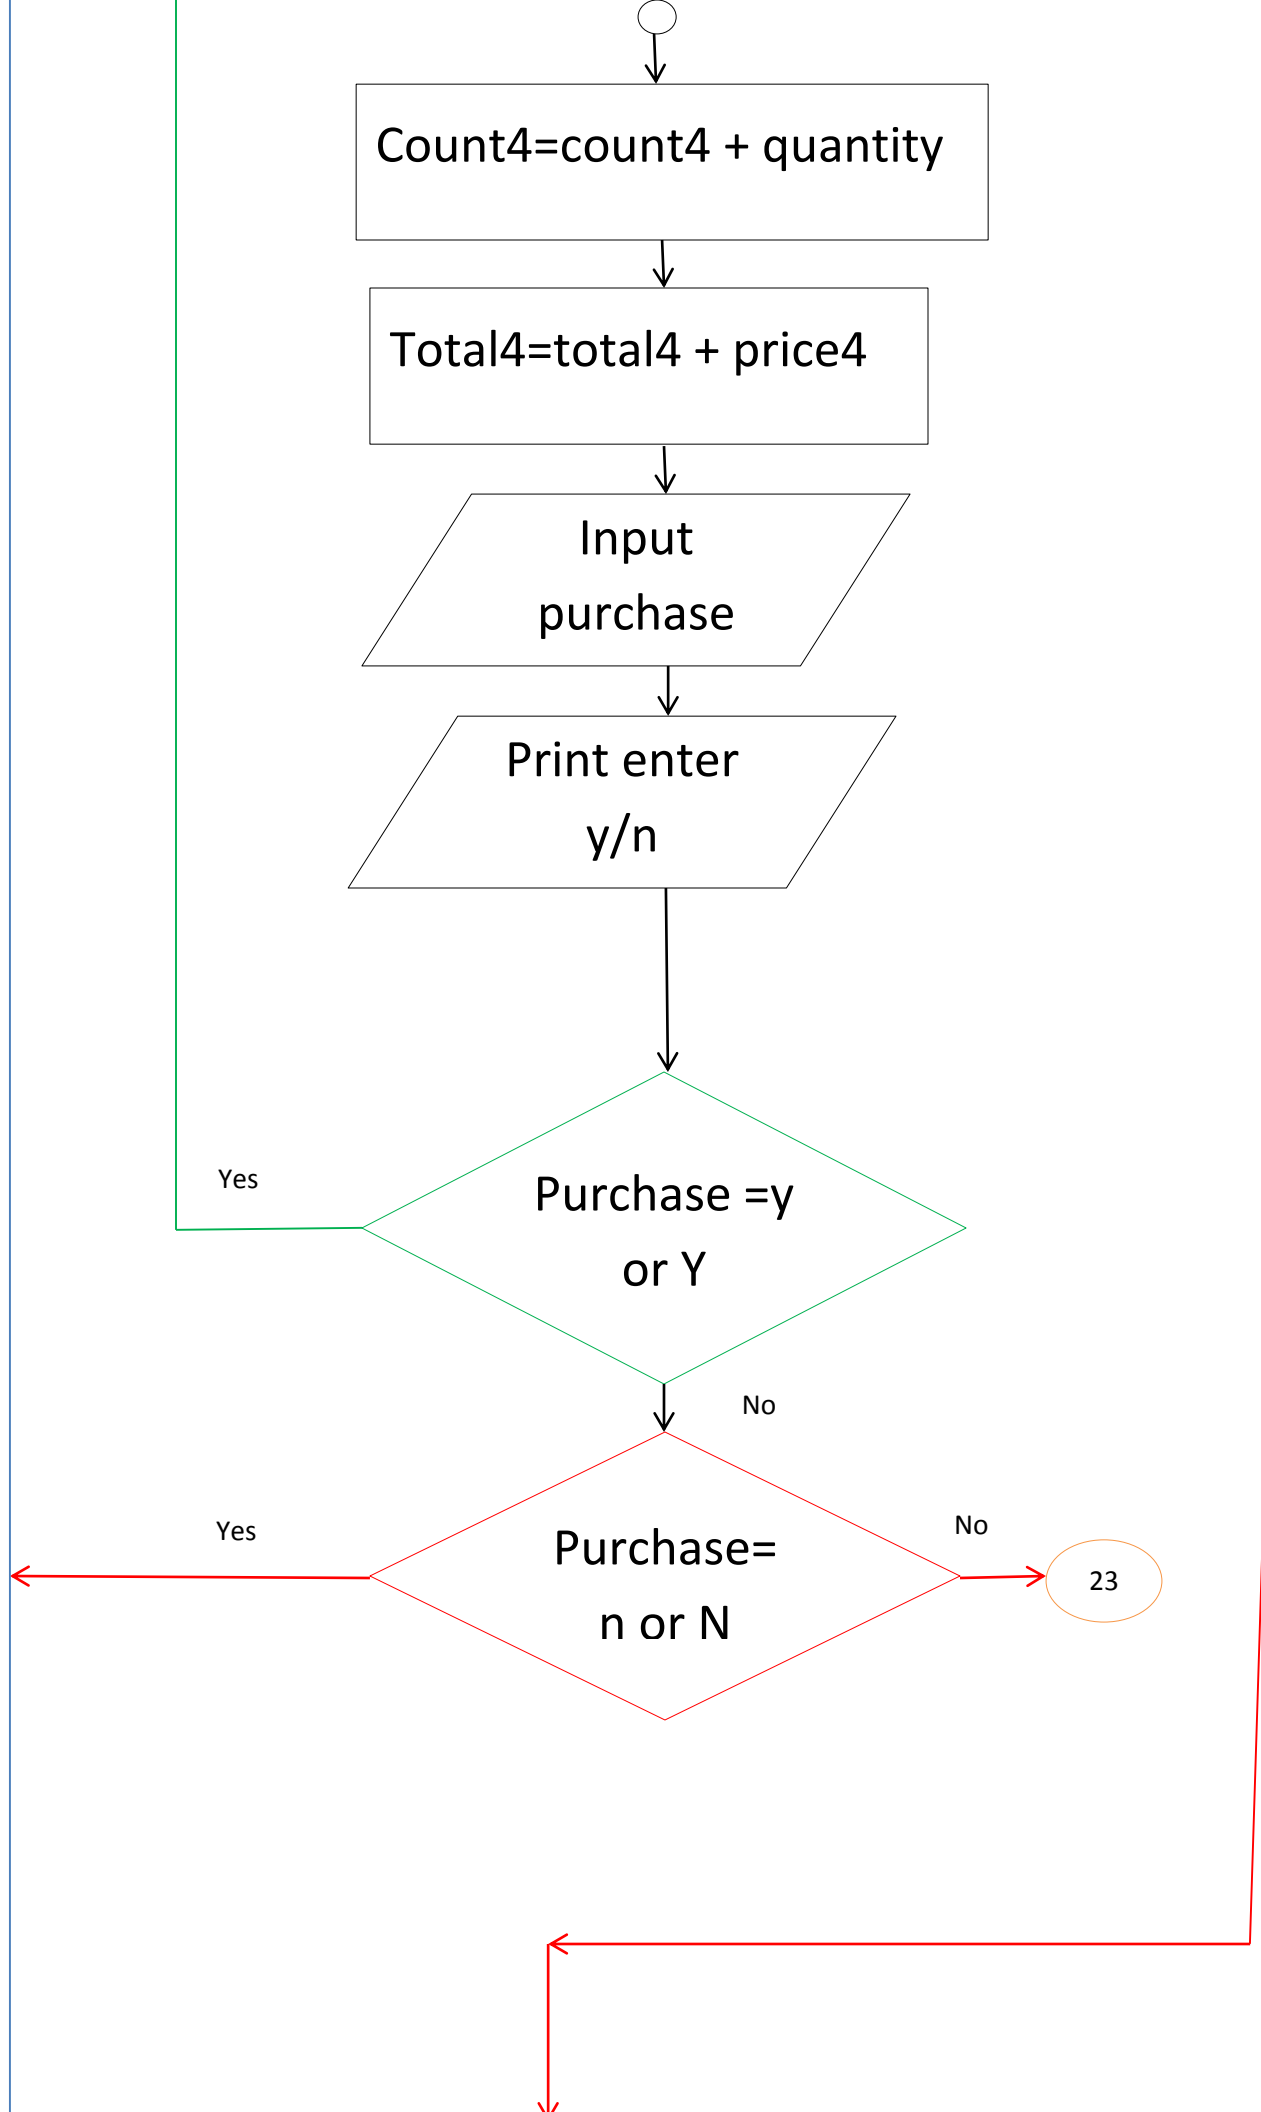 Count4=count4 + quantity
Total4=total4 + price4
Input
purchase
Print enter
y/n
Yes
Purchase =y
or Y
No
Yes
Purchase=
n or N
No
23